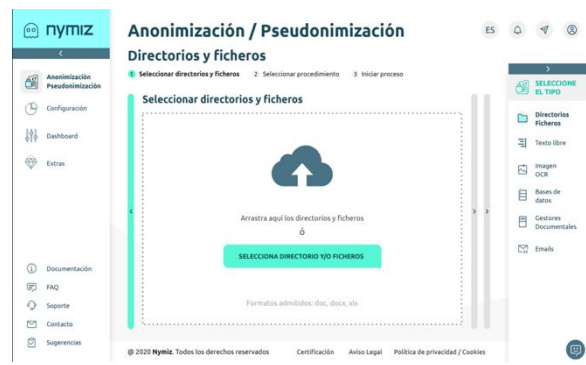 nymiz
Anonimización
Pseudonimización
Configuración
Dashboard
Extras
Documentación
FAQ
Soporte
Contacto
Sugerencias
Anonimización / Pseudonimización
ES
Directorios y ficheros
1 Seleccionar directorios y ficheros 2 Seleccionar procedimiento 3 Iniciar proceso
Seleccionar directorios y ficheros
Arrastra aquí los directorios y ficheros
ó
SELECCIONA DIRECTORIO Y/O FICHEROS
Formatos admitidos: doc, docx, xls
@ 2020 Nymiz. Todos los derechos reservados Certificación Aviso Legal Política de privacidad / Cookies
SELECCIONE
EL TIPO
Directorios
Ficheros
Texto libre
Imagen
OCR
Bases de
datos
Gestores
Documentales
Emails